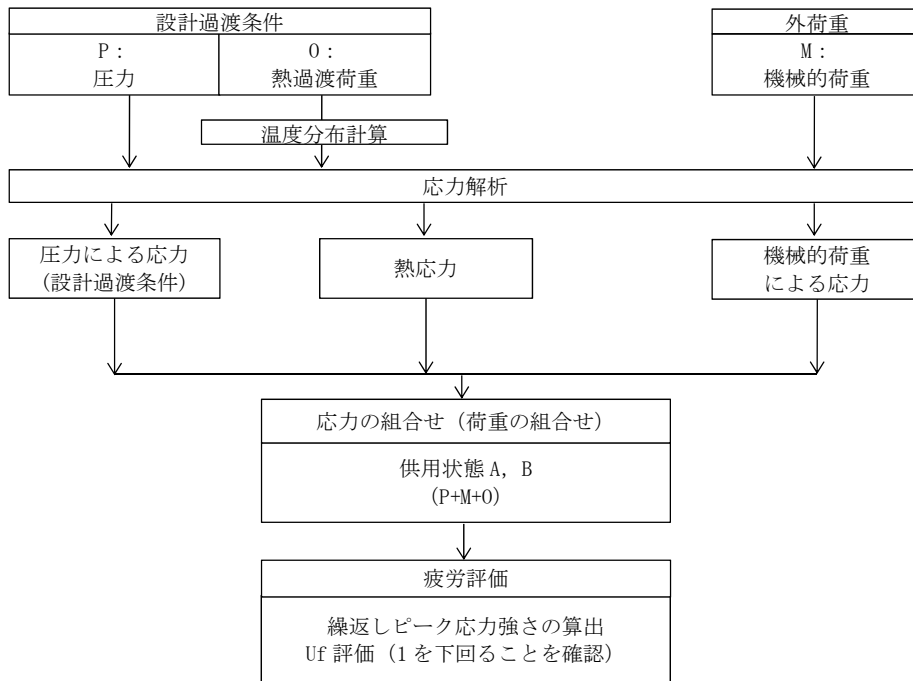 設計過渡条件
外荷重
P：
圧力
O：
熱過渡荷重
M：
機械的荷重
温度分布計算
応力解析
圧力による応力
(設計過渡条件)
熱応力
機械的荷重
による応力
応力の組合せ（荷重の組合せ）
供用状態 A, B
（P+M+O）
疲労評価
繰返しピーク応力強さの算出
Uf 評価（1 を下回ることを確認）